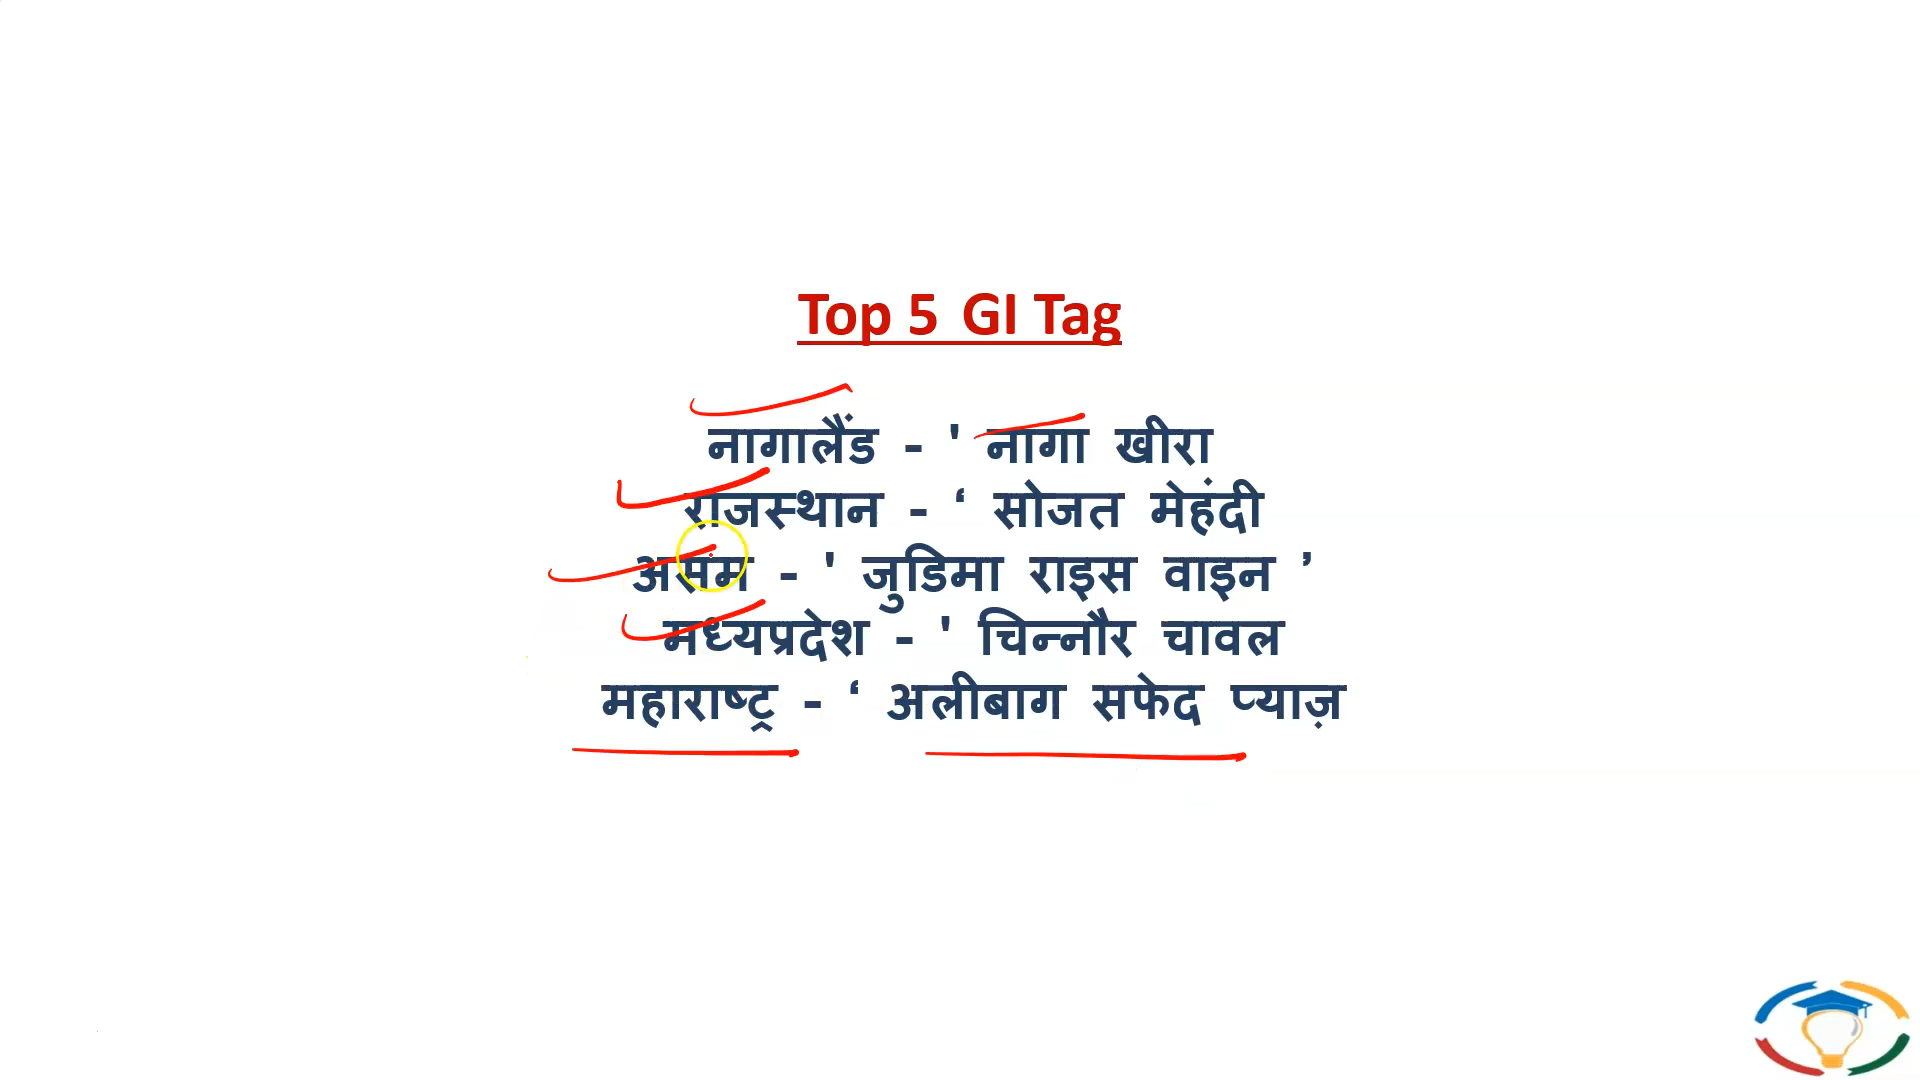 Top 5 GI Tag
नागालैंड - ' नागा खीरा
राजस्थान - ‘ सोजत मेहंदी
असम - ' जुडिमा राइस वाइन ’
मध्यप्रदेश - ' चिन्नौर चावल
महाराष्ट्र - ‘ अलीबाग सफेद प्याज़